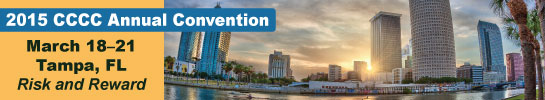 2015 CCCC Annual Convention
March 18–21
Tampa, FL
Risk and Reward